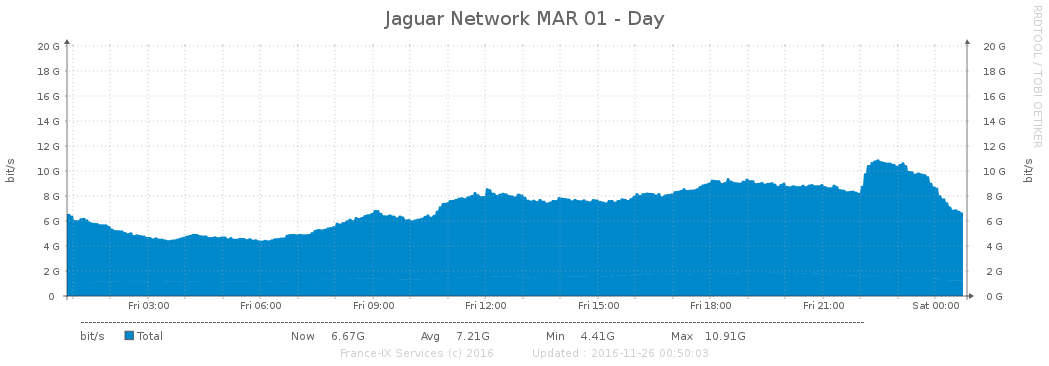 Jaguar Network MAR 01 - Day
RRDTOOL / TOBI OETIKER
20 G 20 G
18 G 18 G
16 G 16 G
14 G 14 G
12 G 12 G
10 G 10 G
8 G 8 G
6 G 6 G
4 G 4 G
2 G 2 G
0 0 G
bit/s bit/s
Fri 03:00 Fri 06:00 Fri 09:00 Fri 12:00 Fri 15:00 Fri 18:00 Fri 21:00 Sat 00:00
bit/s Total Now 6.67G Avg 7.21G Min 4.41G Max 10.91G
France-IX Services (c) 2016 Updated : 2016-11-26 00:50:03